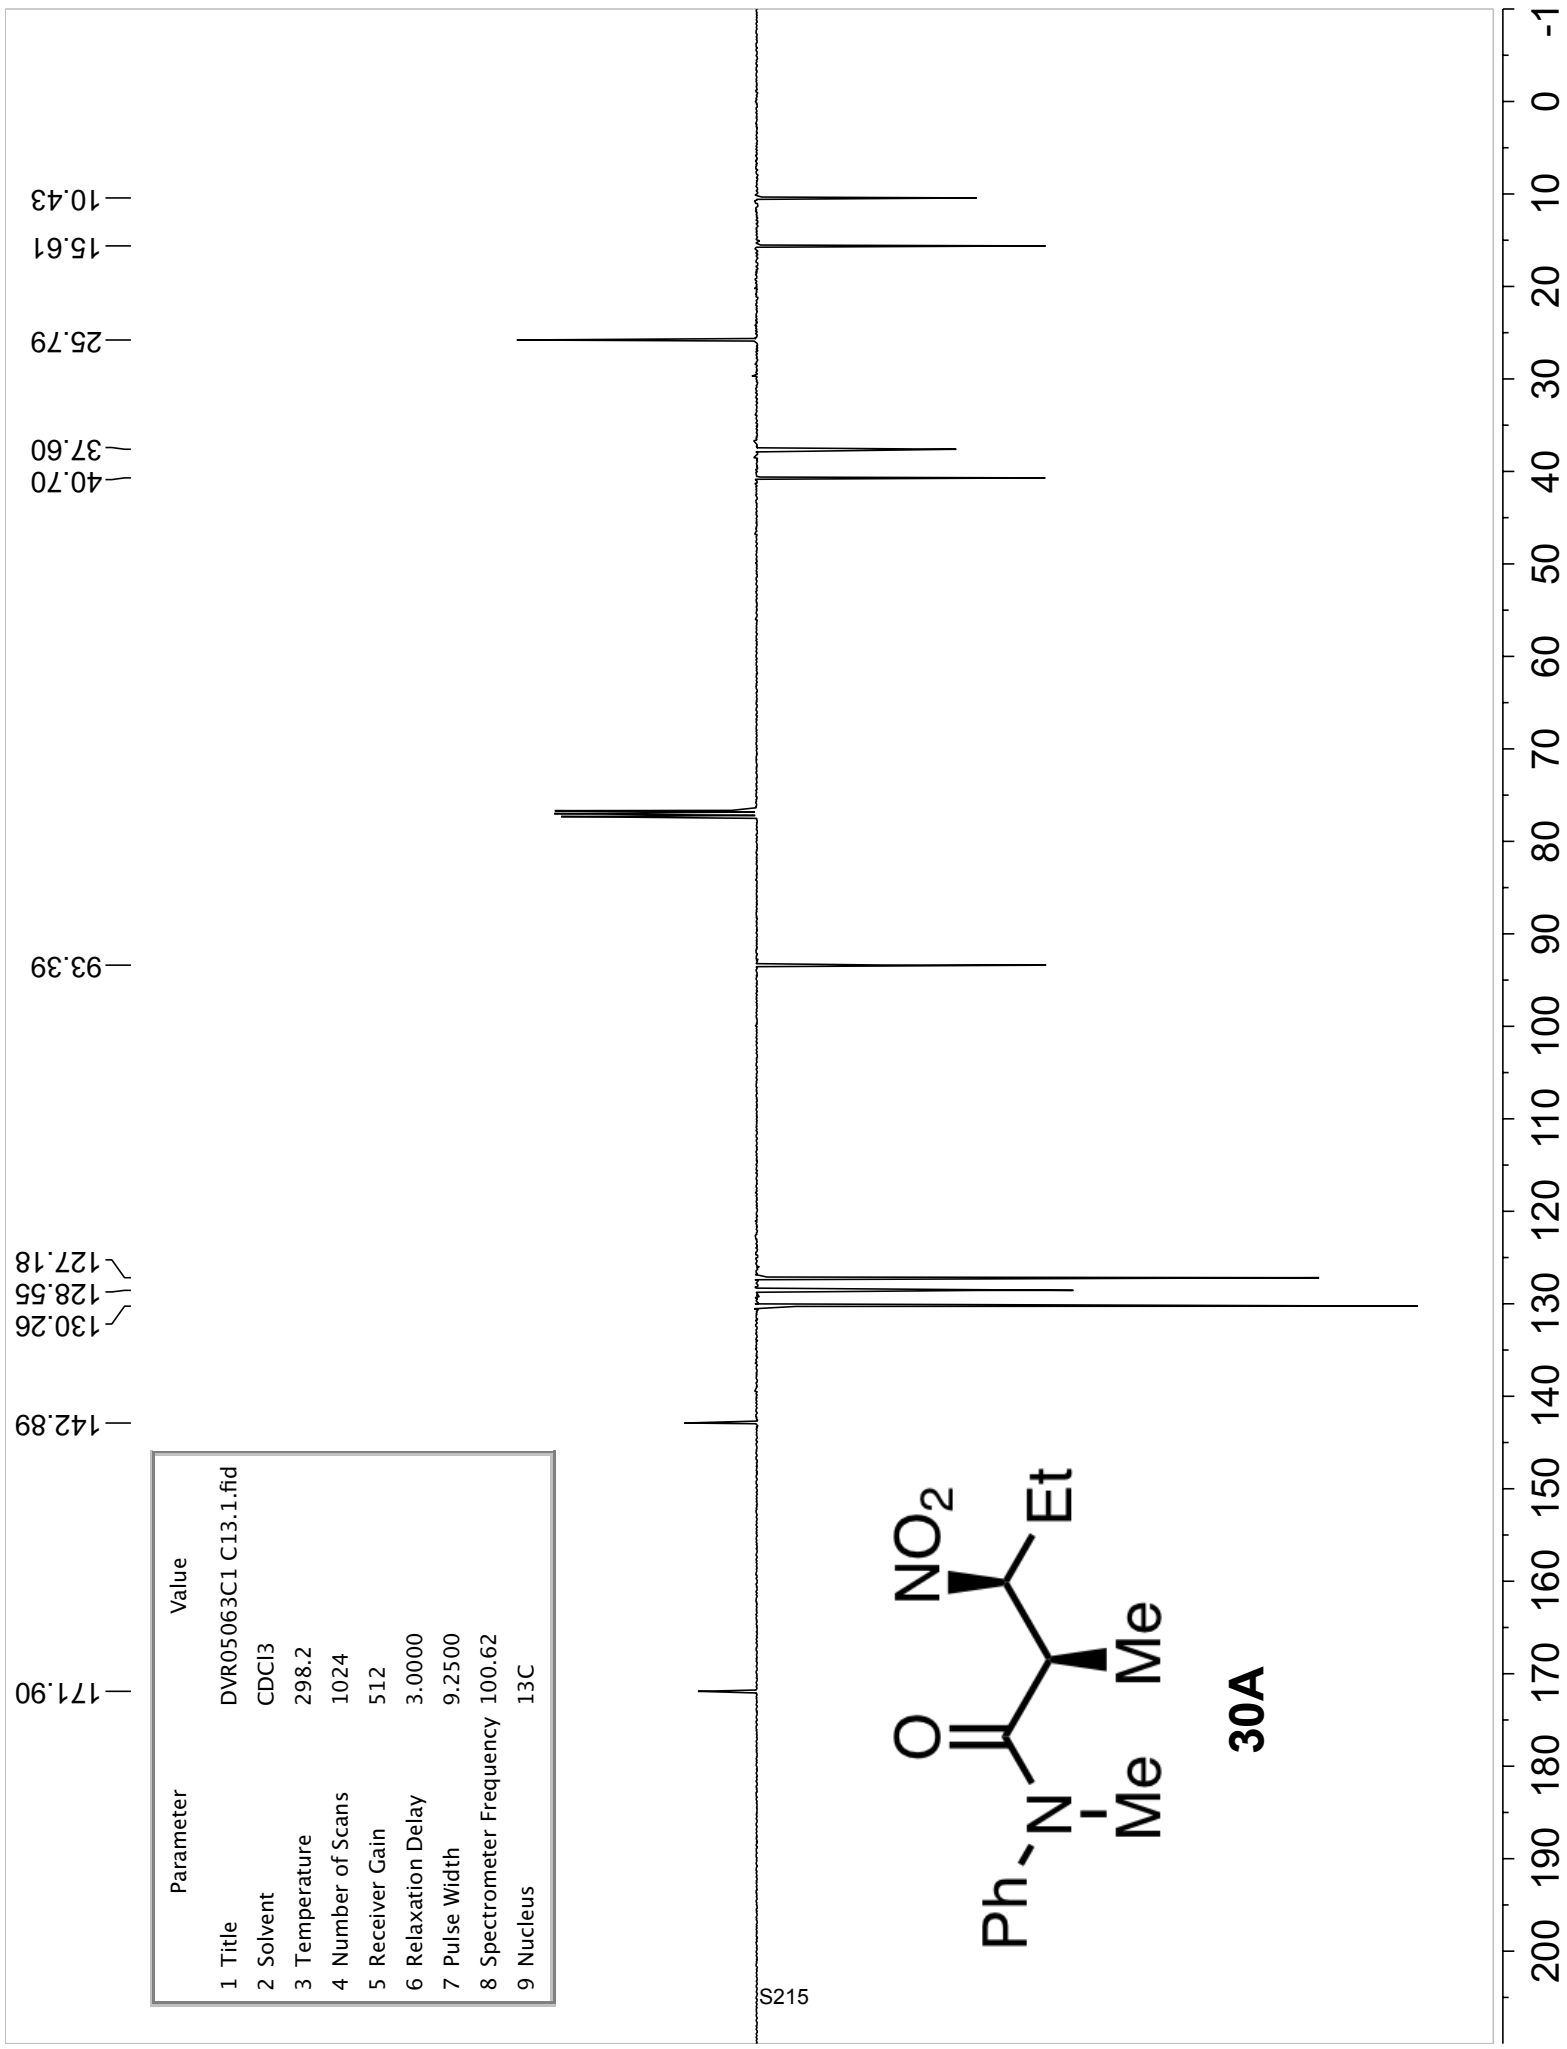 171.90
142.89
130.26
128.55
127.18
93.39
40.70
37.60
25.79
15.61
10.43
Parameter Value
1 Title DVR05063C1 C13.1.fid
2 Solvent CDCl3
3 Temperature 298.2
4 Number of Scans 1024
5 Receiver Gain 512
6 Relaxation Delay 3.0000
7 Pulse Width 9.2500
8 Spectrometer Frequency 100.62
9 Nucleus 13C
S215
O NO2
Ph N Et
Me Me
30A
200 190 180 170 160 150 140 130 120 110 100 90 80 70 60 50 40 30 20 10 0 -1